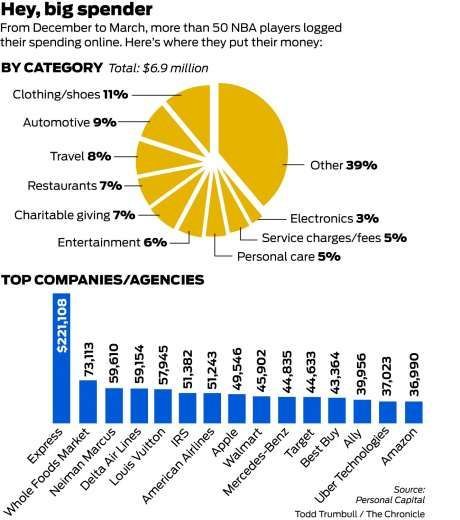 Hey, big spender
From December to March, more than 50 NBA players logged
their spending online. Here's where they put their money:
BY CATEGORY Total: $6.9 million
Clothing/shoes 11%
Automotive 9%
Travel 8%
Restaurants 7%
Charitable giving 7%
Entertainment 6%
Other 39%
Electronics 3%
Service charges/fees 5%
Personal care 5%
TOP COMPANIES/AGENCIES
$221,108
73,113
59,610
59,154
57,945
51,382
51,243
49,546
45,902
44,835
44,633
43,364
39,956
37,023
36,990
Express
Whole Foods Market
Neiman Marcus
Delta Air Lines
Louis Vuitton
IRS
American Airlines
Apple
Walmart
Mercedes-Benz
Target
Best Buy
Ally
Uber Technologies
Amazon
Source:
Personal Capital
Todd Trumbull / The Chronicle